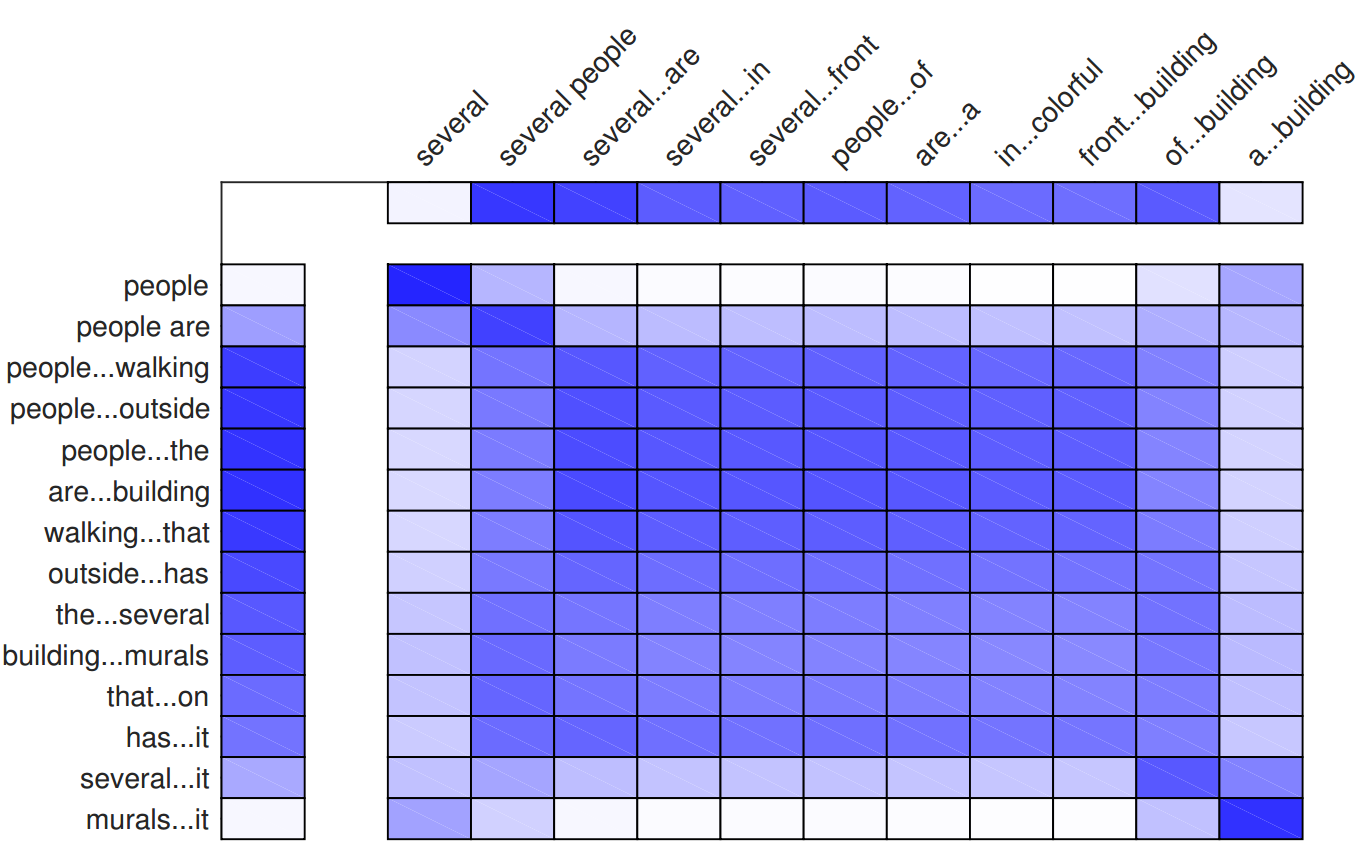 several
several people
several...are
several...in
several...front
people...of
are...a
in...colorful
front...building
of...building
a...building
people
people are
people...walking
people...outside
people...the
are...building
walking...that
outside...has
the...several
building...murals
that...on
has...it
several...it
murals...it